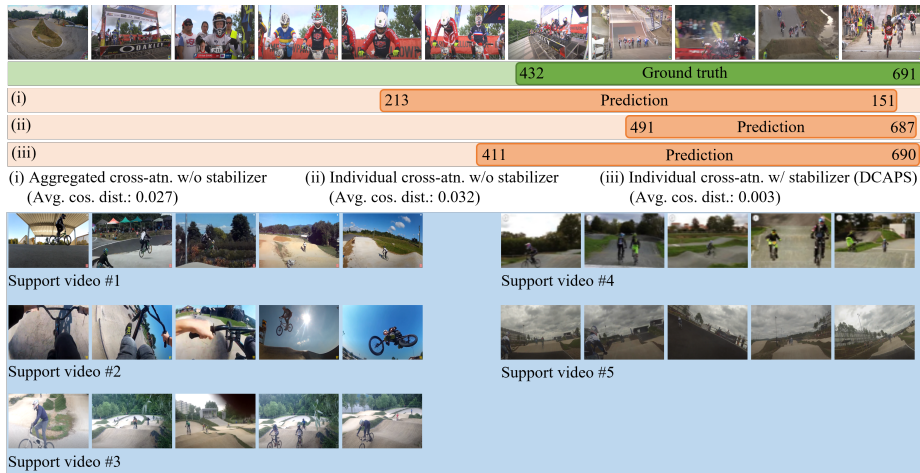 OAKLEY
432 Ground truth 691
(i) 213 Prediction 151
(ii) 491 Prediction 687
(iii) 411 Prediction 690
(i) Aggregated cross-atn. w/o stabilizer (ii) Individual cross-atn. w/o stabilizer (iii) Individual cross-atn. w/ stabilizer (DCAPS)
(Avg. cos. dist.: 0.027) (Avg. cos. dist.: 0.032) (Avg. cos. dist.: 0.003)
Support video #1 Support video #4
Support video #2 Support video #5
Support video #3